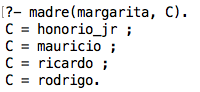 [?- madre(margarita, C).
C = honorio_jr ;
C = mauricio ;
C = ricardo ;
C = rodrigo.